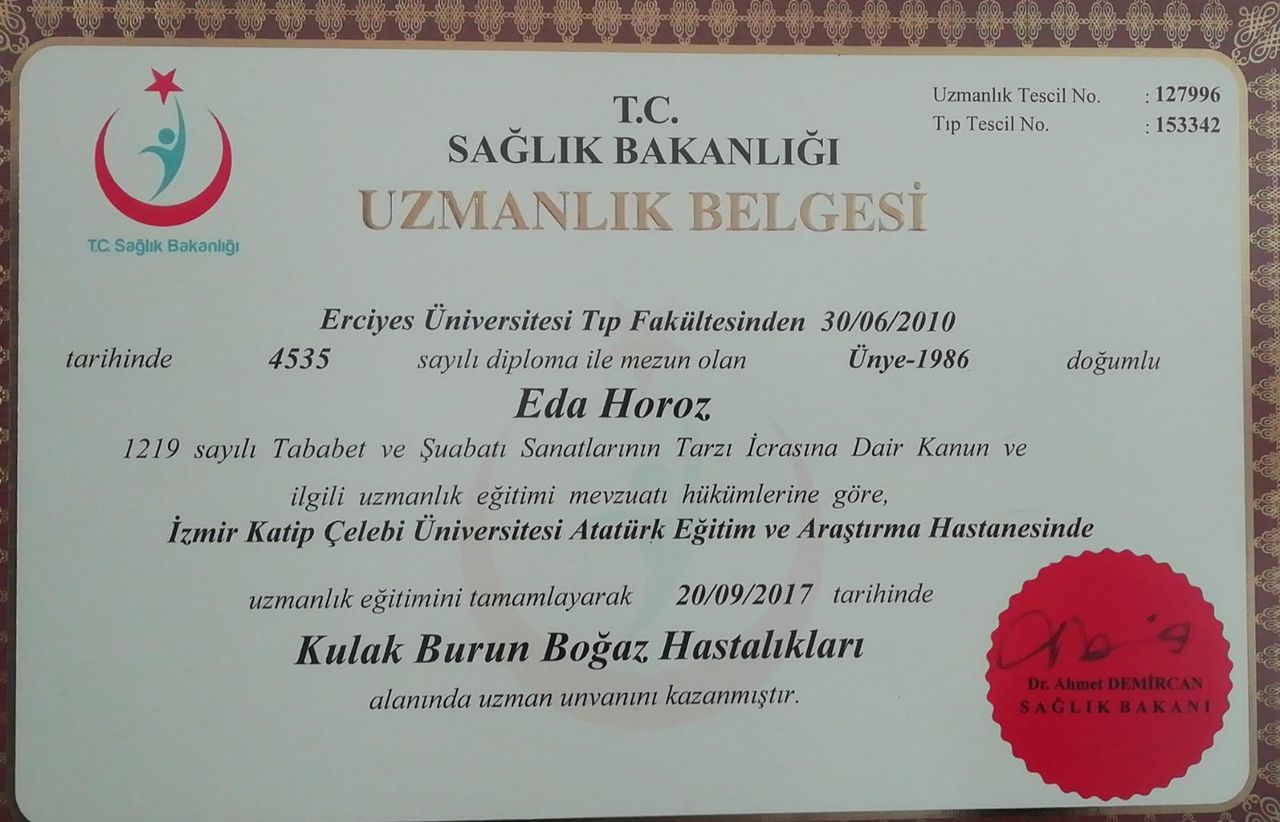 T.C. Sağlık Bakanlığı
T.C.
SAĞLIK BAKANLIĞI
UZMANLIK BELGESİ
Uzmanlık Tescil No. : 127996
Tıp Tescil No. : 153342
Erciyes Üniversitesi Tıp Fakültesinden 30/06/2010
tarihinde 4535 sayılı diploma ile mezun olan Ünye-1986 doğumlu
Eda Horoz
1219 sayılı Tababet ve Şuabatı Sanatlarının Tarzı İcrasına Dair Kanun ve
ilgili uzmanlık eğitimi mevzuatı hükümlerine göre,
İzmir Katip Çelebi Üniversitesi Atatürk Eğitim ve Araştırma Hastanesinde
uzmanlık eğitimini tamamlayarak 20/09/2017 tarihinde
Kulak Burun Boğaz Hastalıkları
alanında uzman unvanını kazanmıştır.
Dr. Ahmet DEMİRCAN
SAĞLIK BAKANI